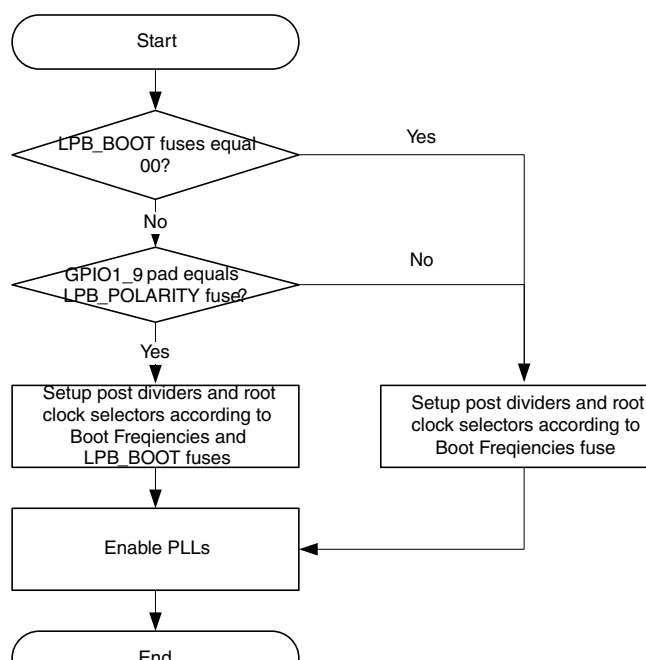 Start
LPB_BOOT fuses equal
00?
Yes
No
GPIO1_9 pad equals
LPB_POLARITY fuse?
No
Yes
Setup post dividers and root
clock selectors according to
Boot Freqiencies and
LPB_BOOT fuses
Setup post dividers and root
clock selectors according to
Boot Freqiencies fuse
Enable PLLs
End